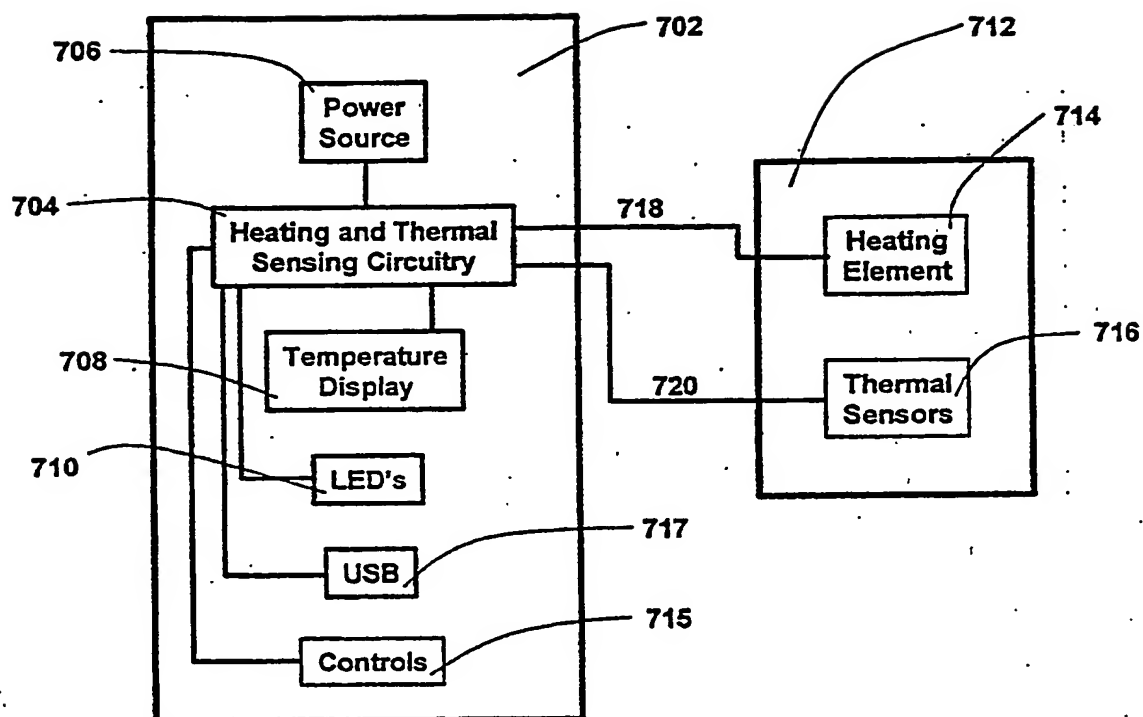 702
706
712
Power
Source
714
704
718
Heating and Thermal
Sensing Circuitry
Heating
Element
708
Temperature
Display
716
720
Thermal
Sensors
710
LED's
717
USB
715
Controls